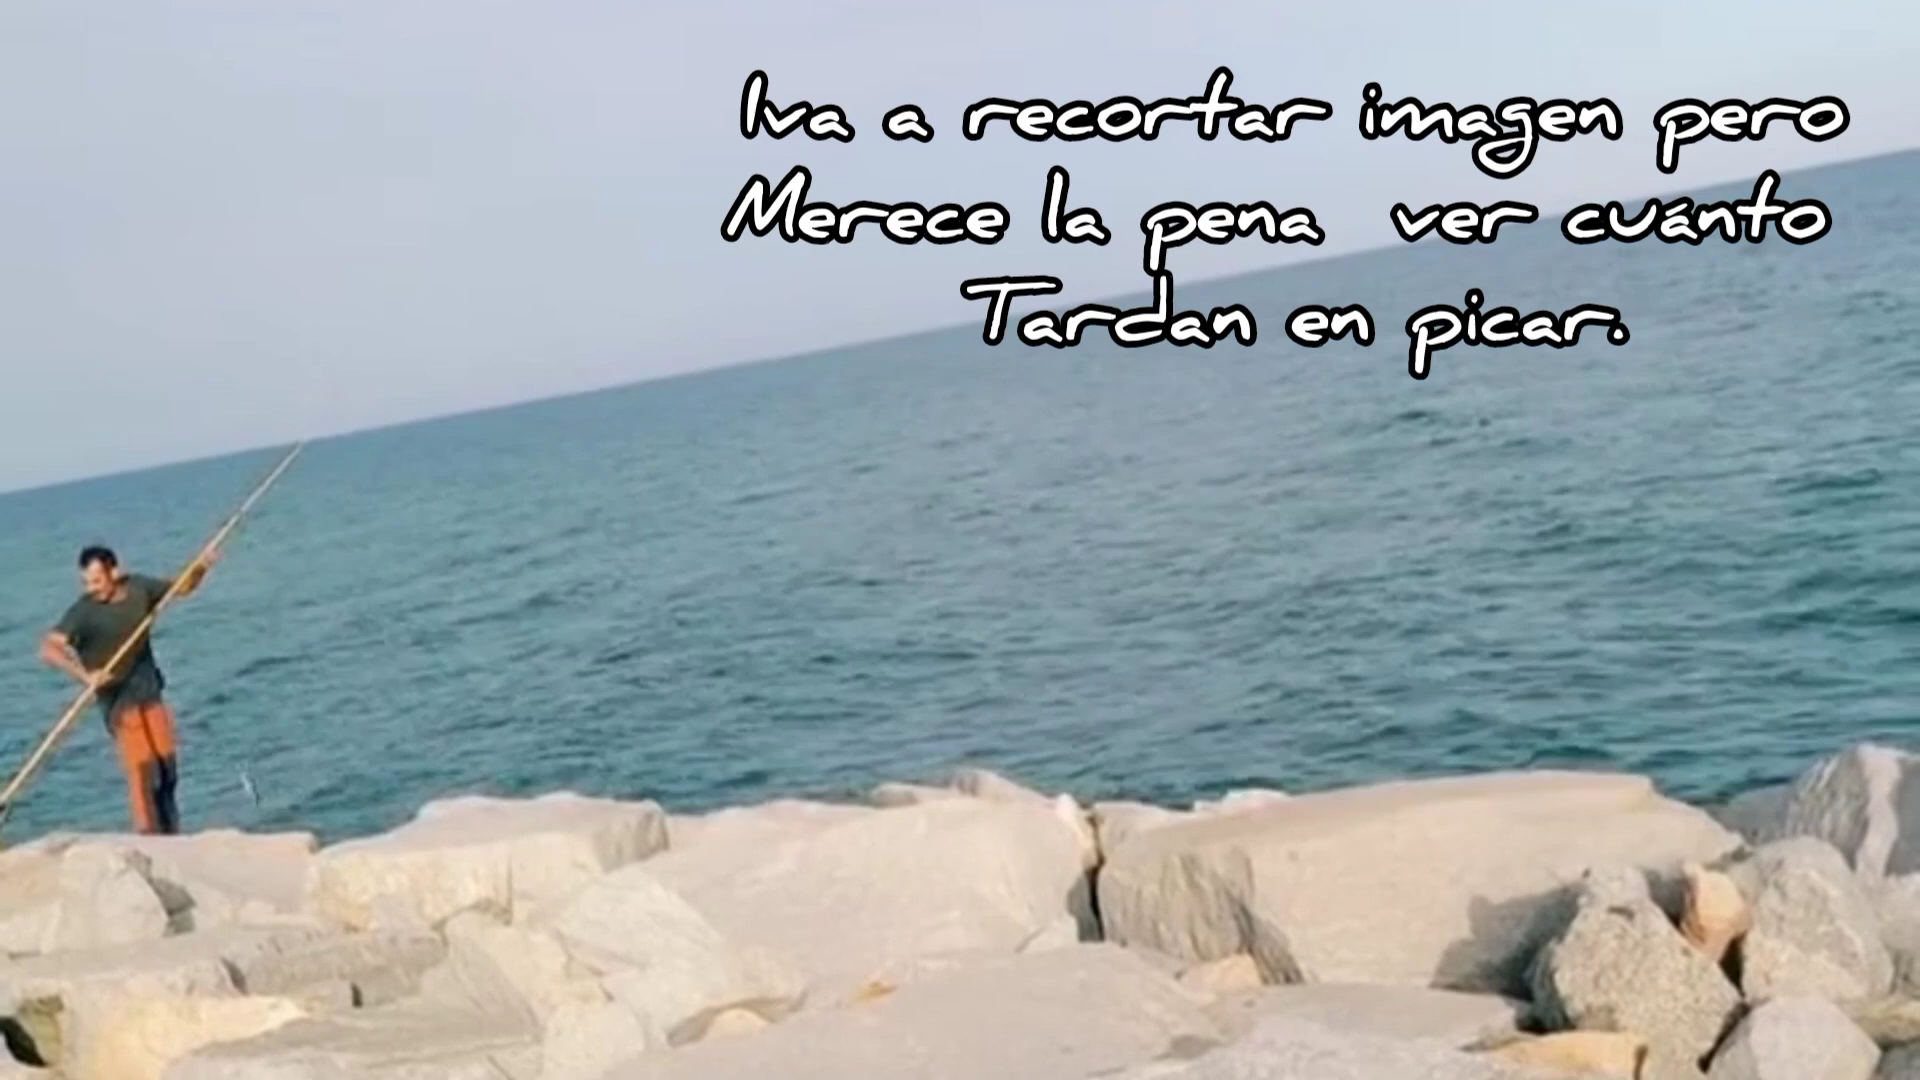 Iva a recortar imagen pero
Merece la pena ver cuánto
Tardan en picar.